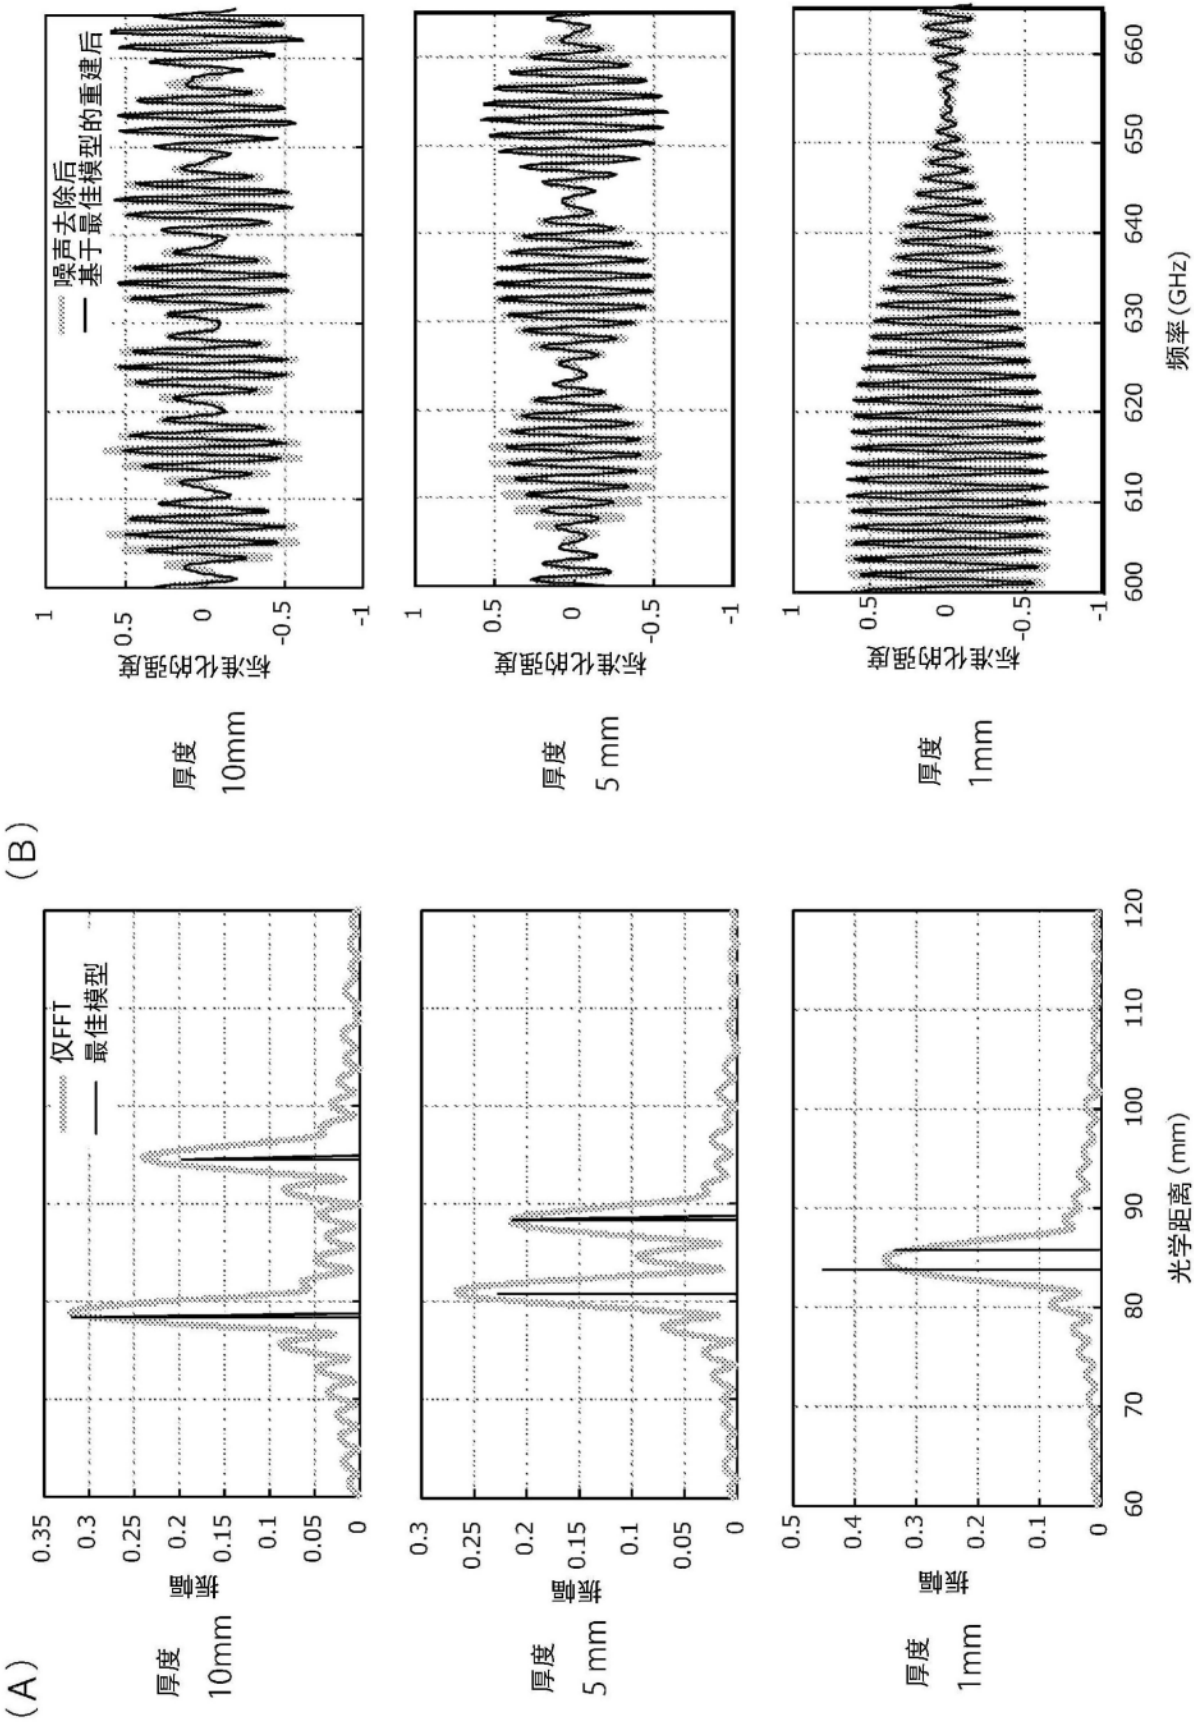 (A)
厚度
10mm
振幅
0.35
0.3
0.25
0.2
0.15
0.1
0.05
0
仅FFT
最佳模型
厚度
5 mm
振幅
0.3
0.25
0.2
0.15
0.1
0.05
0
厚度
1mm
振幅
0.5
0.4
0.3
0.2
0.1
0
60
70
80
90
100
110
120
光学距离 (mm)
(B)
厚度
10mm
标准化的强度
1
0.5
0
-0.5
-1
噪声去除后
基于最佳模型的重建后
厚度
5 mm
标准化的强度
1
0.5
0
-0.5
-1
厚度
1mm
标准化的强度
1
0.5
0
-0.5
-1
600
610
620
630
640
650
660
频率 (GHz)